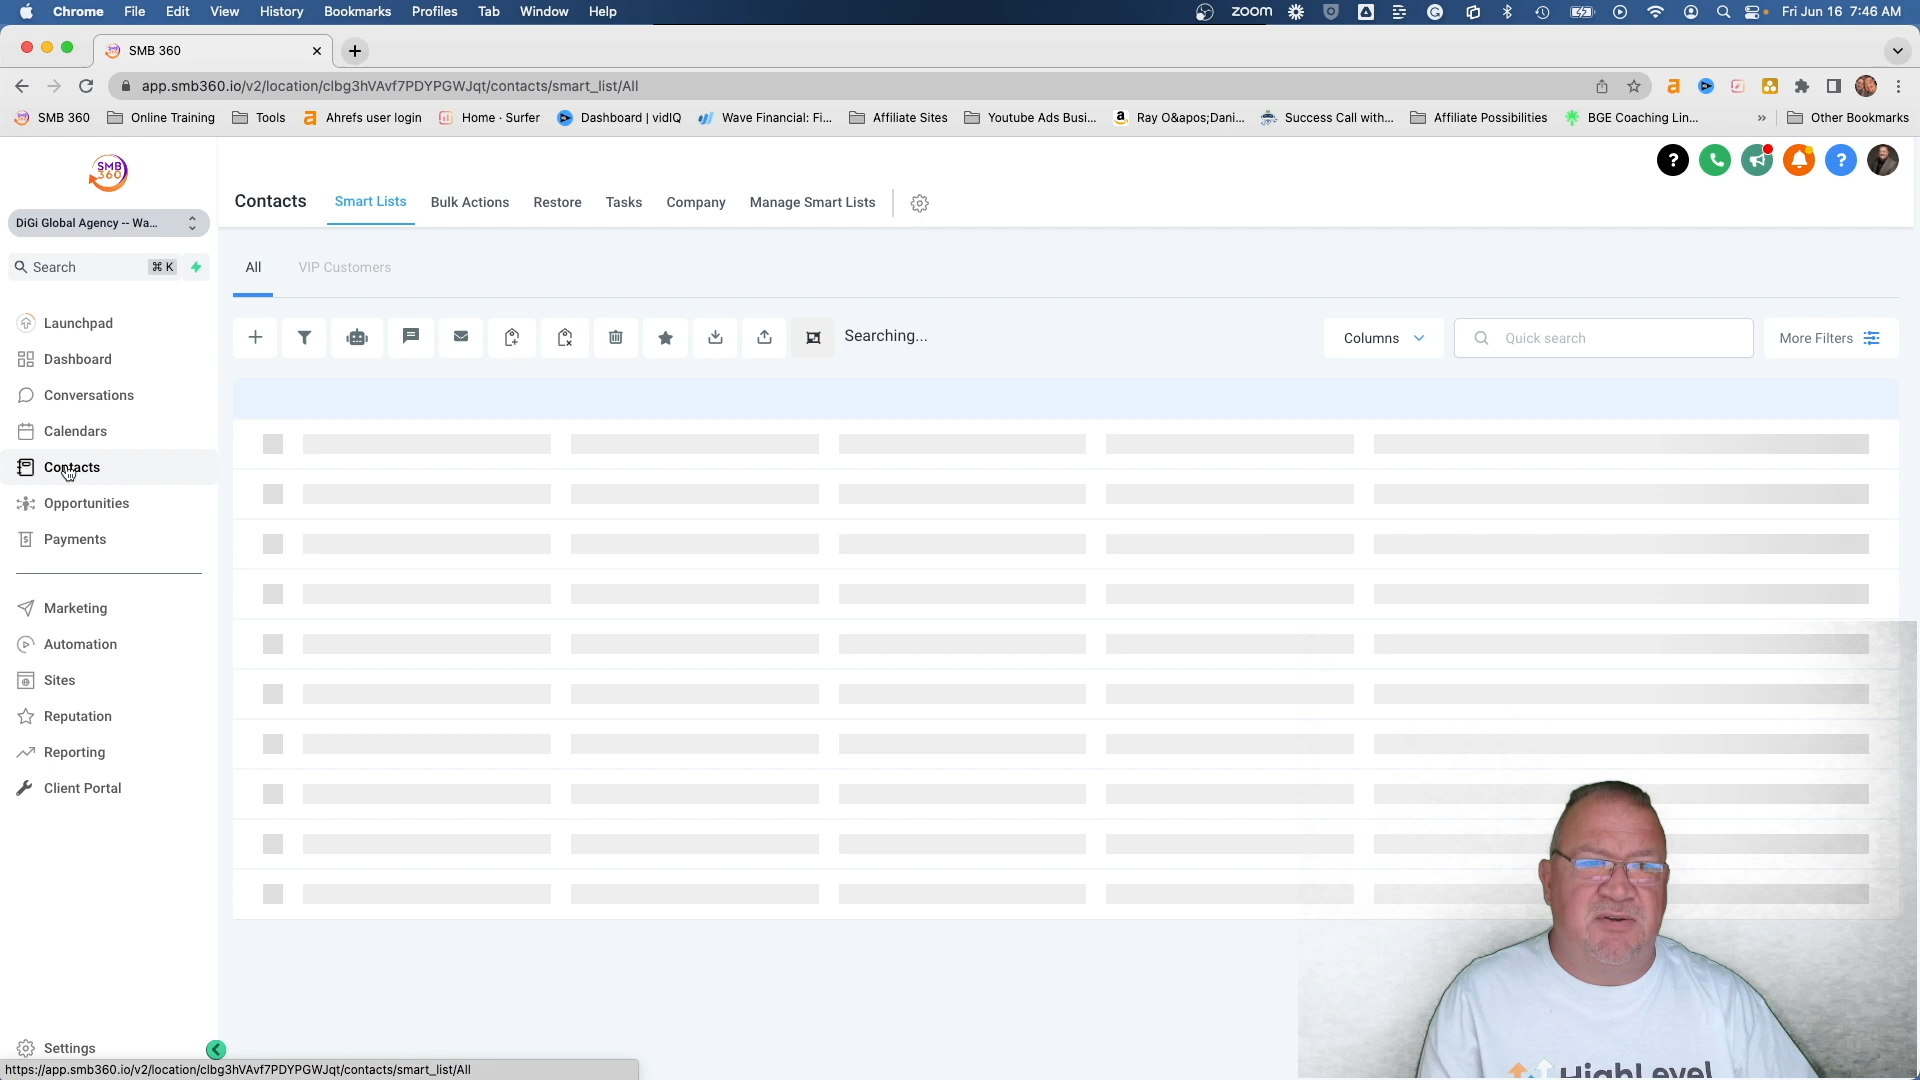 Chrome File Edit View History Bookmarks Profiles Tab Window Help zoom Fri Jun 16 7:46 AM
SMB 360
app.smb360.io/v2/location/clbg3hVAvf7PDYPGWJqt/contacts/smart_list/All
SMB 360 Online Training Tools Ahrefs user login Home · Surfer Dashboard | vidIQ Wave Financial: Fi... Affiliate Sites Youtube Ads Busi... Ray O&apos;Dani... Success Call with... Affiliate Possibilities BGE Coaching Lin... » Other Bookmarks
SMB
360
DiGi Global Agency -- Wa...
Contacts Smart Lists Bulk Actions Restore Tasks Company Manage Smart Lists
Search ⌘ K
All VIP Customers
Searching... Columns Quick search More Filters
Launchpad
Dashboard
Conversations
Calendars
Contacts
Opportunities
Payments
Marketing
Automation
Sites
Reputation
Reporting
Client Portal
Settings
https://app.smb360.io/v2/location/clbg3hVAvf7PDYPGWJqt/contacts/smart_list/All
HighLevel